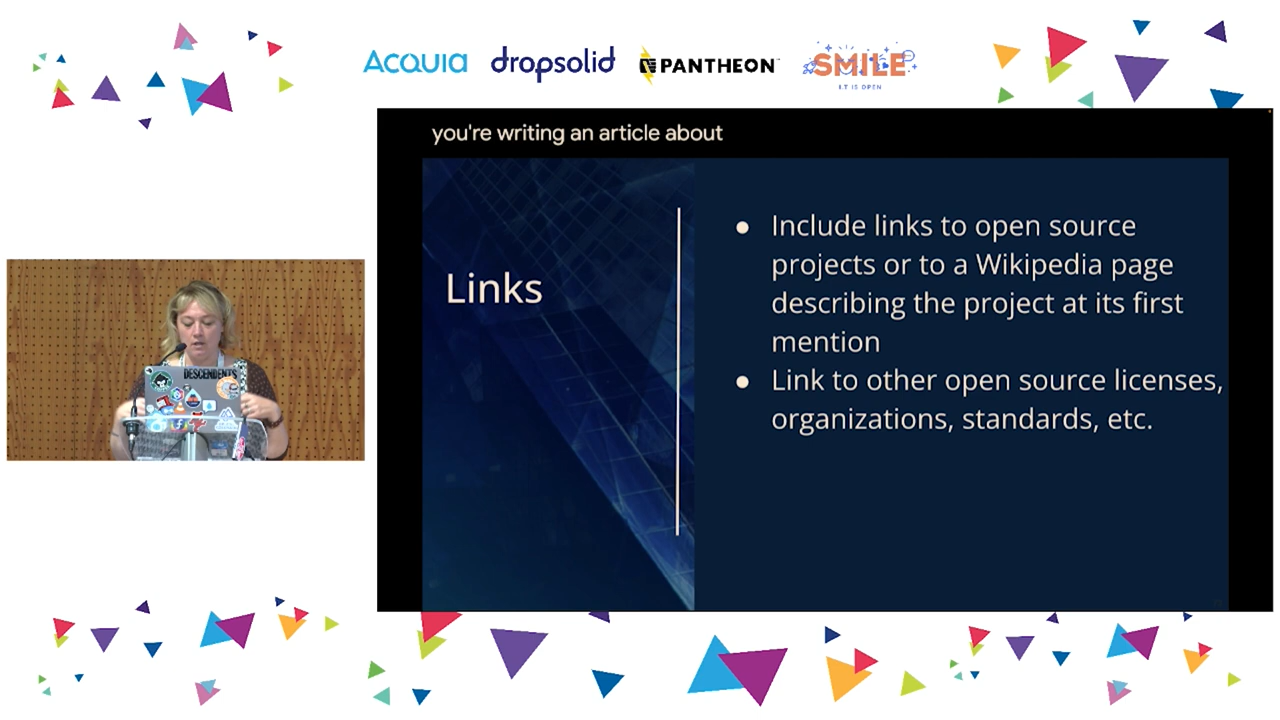 ACQUIA dropsolid PANTHEON SMILE
I.T IS OPEN
you're writing an article about
Links
● Include links to open source
projects or to a Wikipedia page
describing the project at its first
mention
● Link to other open source licenses,
organizations, standards, etc.
DESCENDENTS